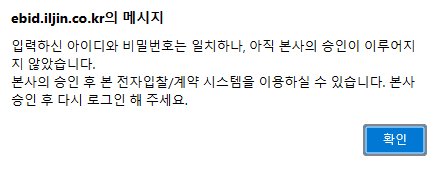 ebid.iljin.co.kr의 메시지
입력하신 아이디와 비밀번호는 일치하나, 아직 본사의 승인이 이루어지
지 않았습니다.
본사의 승인 후 본 전자입찰/계약 시스템을 이용하실 수 있습니다. 본사
승인 후 다시 로그인 해 주세요.
확인